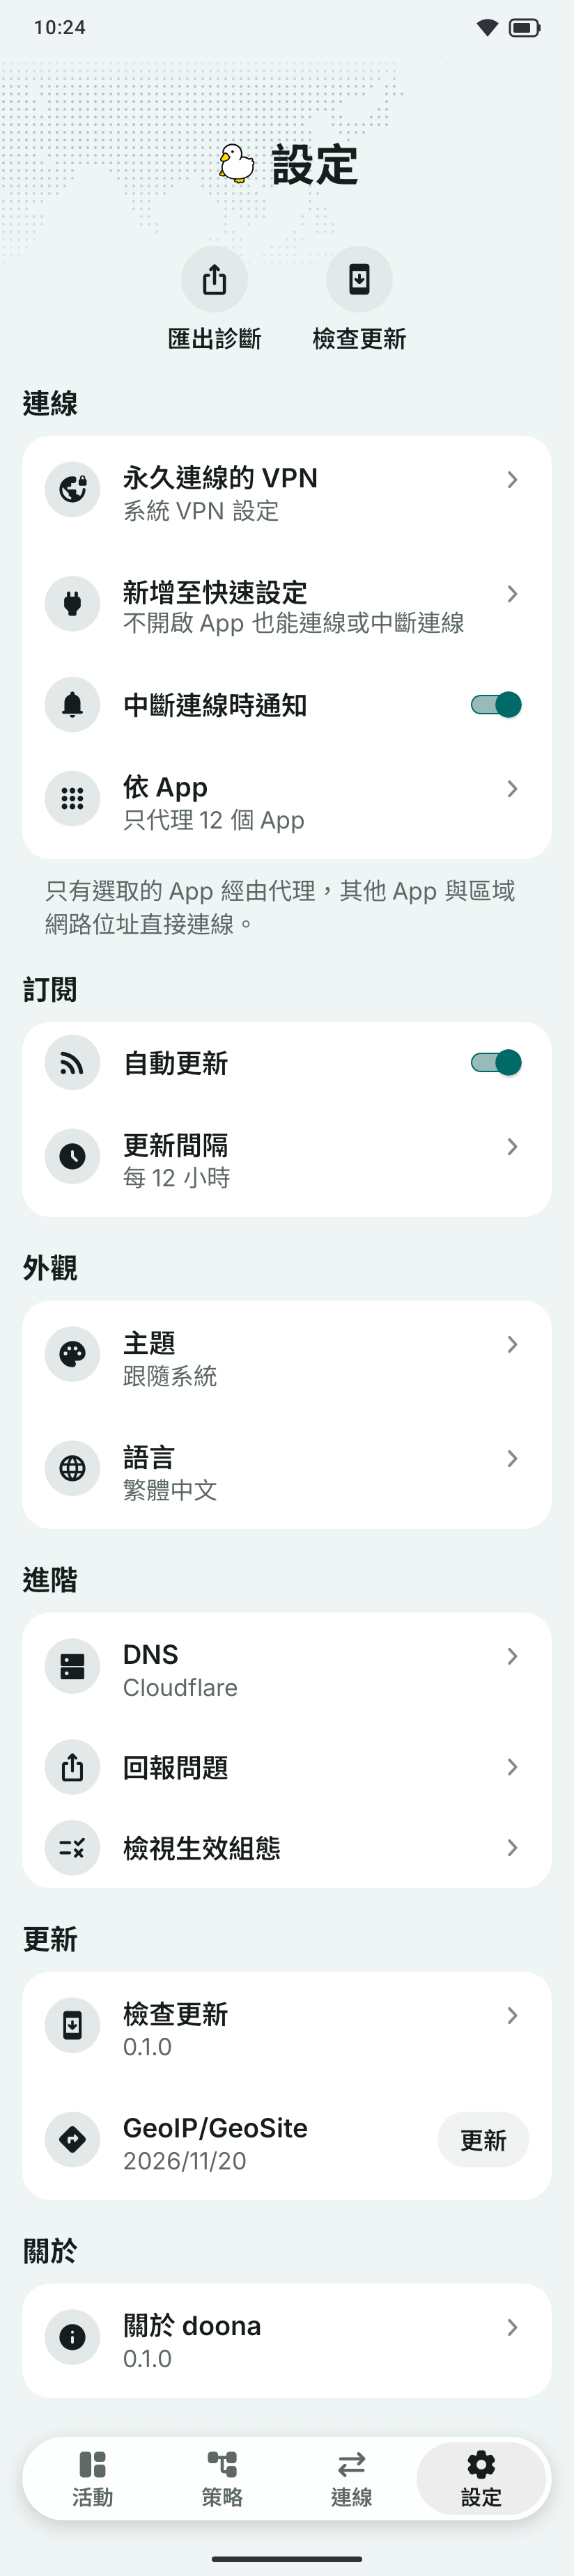 10:24
設定
匯出診斷
檢查更新
連線
永久連線的 VPN
系統 VPN 設定
新增至快速設定
不開啟 App 也能連線或中斷連線
中斷連線時通知
依 App
只代理 12 個 App
只有選取的 App 經由代理，其他 App 與區域
網路位址直接連線。
訂閱
自動更新
更新間隔
每 12 小時
外觀
主題
跟隨系統
語言
繁體中文
進階
DNS
Cloudflare
回報問題
檢視生效組態
更新
檢查更新
0.1.0
GeoIP/GeoSite
2026/11/20
更新
關於
關於 doona
0.1.0
活動
策略
連線
設定